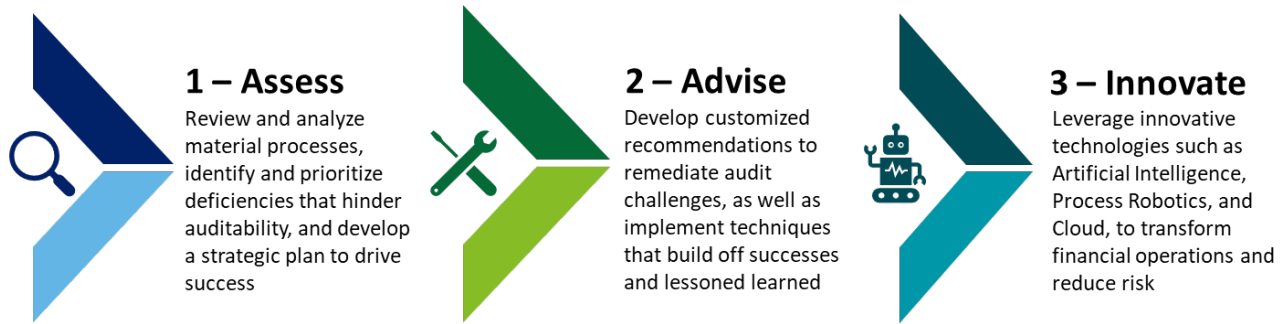 1 – Assess
Review and analyze
material processes,
identify and prioritize
deficiencies that hinder
auditability, and develop
a strategic plan to drive
success
2 – Advise
Develop customized
recommendations to
remediate audit
challenges, as well as
implement techniques
that build off successes
and lessoned learned
3 – Innovate
Leverage innovative
technologies such as
Artificial Intelligence,
Process Robotics, and
Cloud, to transform
financial operations and
reduce risk